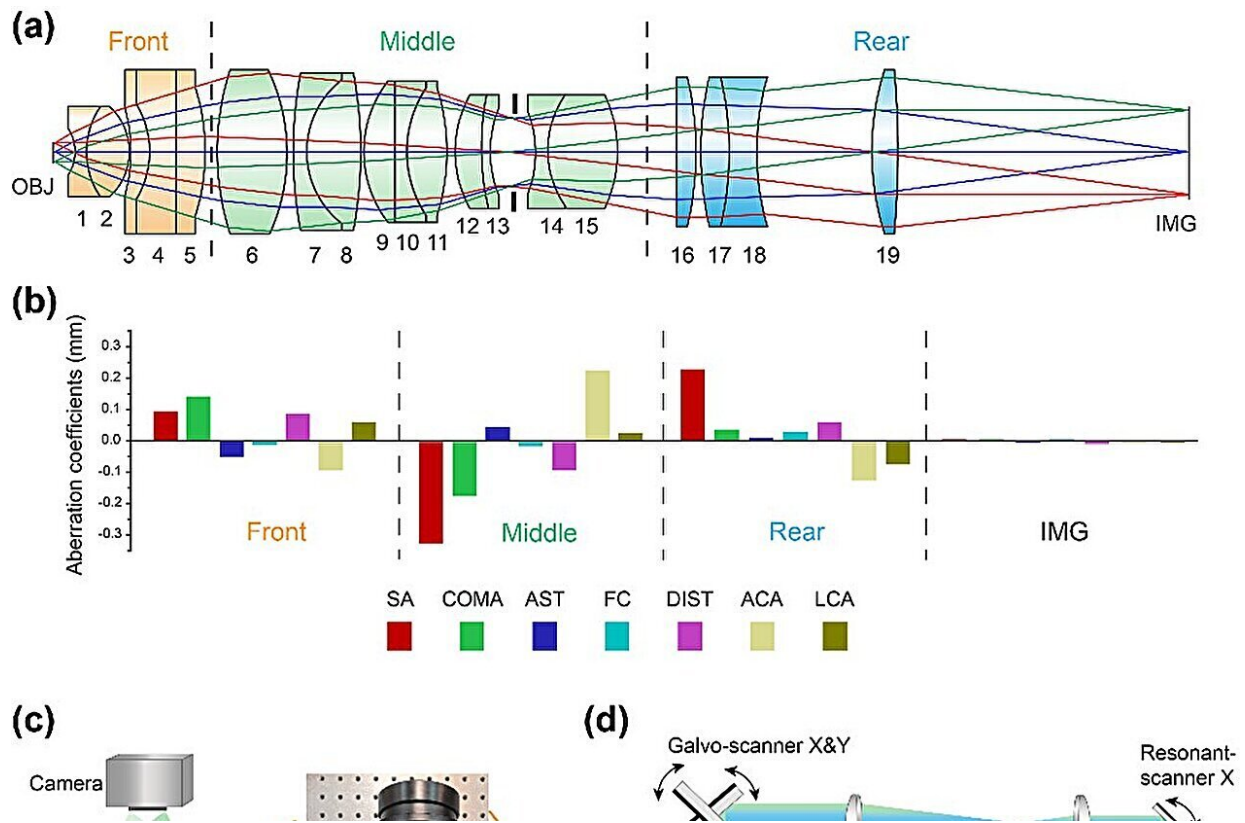 (a)
Front Middle Rear
OBJ
IMG
1 2
3 4 5 6 7 8 9 10 11 12 13 14 15 16 17 18 19
(b)
Aberration coefficients (mm)
0.3
0.2
0.1
0.0
-0.1
-0.2
-0.3
Front Middle Rear IMG
SA COMA AST FC DIST ACA LCA
(c) (d)
Galvo-scanner X&Y
Resonant-
scanner X
Camera